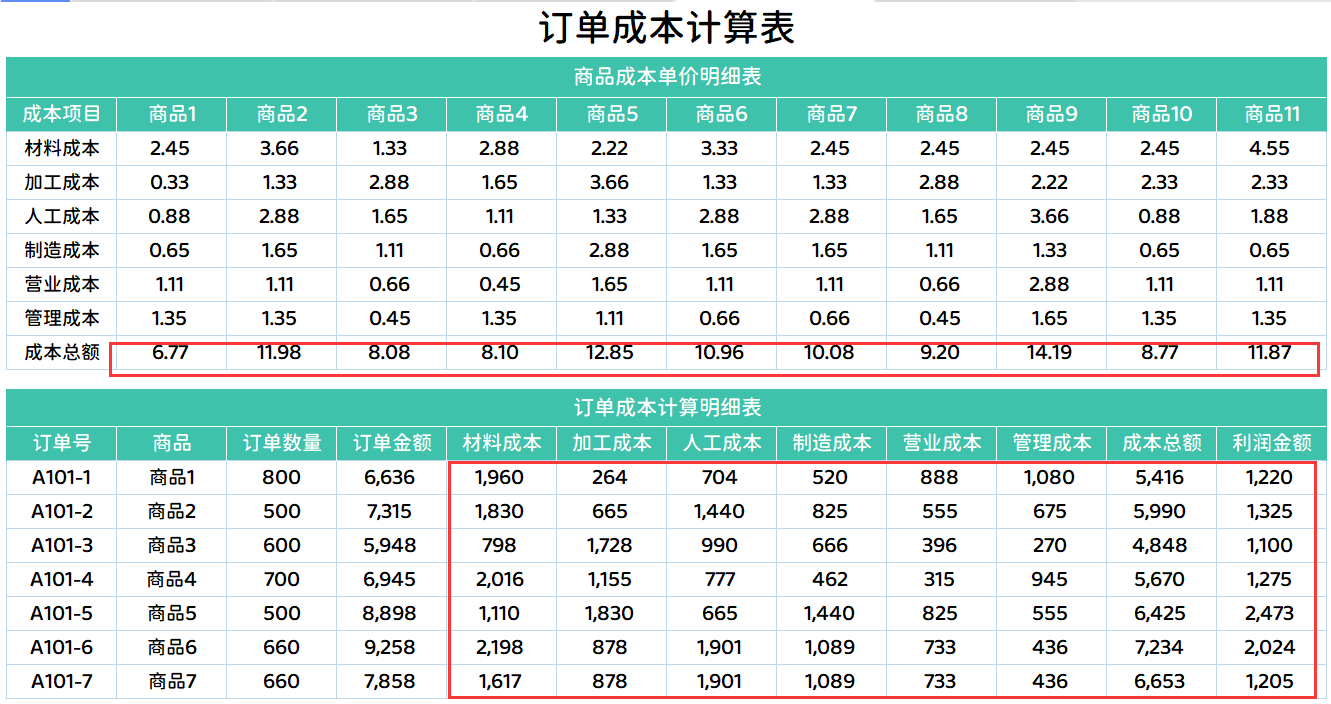 订单成本计算表
商品成本单价明细表
成本项目 商品1 商品2 商品3 商品4 商品5 商品6 商品7 商品8 商品9 商品10 商品11
材料成本 2.45 3.66 1.33 2.88 2.22 3.33 2.45 2.45 2.45 2.45 4.55
加工成本 0.33 1.33 2.88 1.65 3.66 1.33 1.33 2.88 2.22 2.33 2.33
人工成本 0.88 2.88 1.65 1.11 1.33 2.88 2.88 1.65 3.66 0.88 1.88
制造成本 0.65 1.65 1.11 0.66 2.88 1.65 1.65 1.11 1.33 0.65 0.65
营业成本 1.11 1.11 0.66 0.45 1.65 1.11 1.11 0.66 2.88 1.11 1.11
管理成本 1.35 1.35 0.45 1.35 1.11 0.66 0.66 0.45 1.65 1.35 1.35
成本总额 6.77 11.98 8.08 8.10 12.85 10.96 10.08 9.20 14.19 8.77 11.87
订单成本计算明细表
订单号 商品 订单数量 订单金额 材料成本 加工成本 人工成本 制造成本 营业成本 管理成本 成本总额 利润金额
A101-1 商品1 800 6,636 1,960 264 704 520 888 1,080 5,416 1,220
A101-2 商品2 500 7,315 1,830 665 1,440 825 555 675 5,990 1,325
A101-3 商品3 600 5,948 798 1,728 990 666 396 270 4,848 1,100
A101-4 商品4 700 6,945 2,016 1,155 777 462 315 945 5,670 1,275
A101-5 商品5 500 8,898 1,110 1,830 665 1,440 825 555 6,425 2,473
A101-6 商品6 660 9,258 2,198 878 1,901 1,089 733 436 7,234 2,024
A101-7 商品7 660 7,858 1,617 878 1,901 1,089 733 436 6,653 1,205